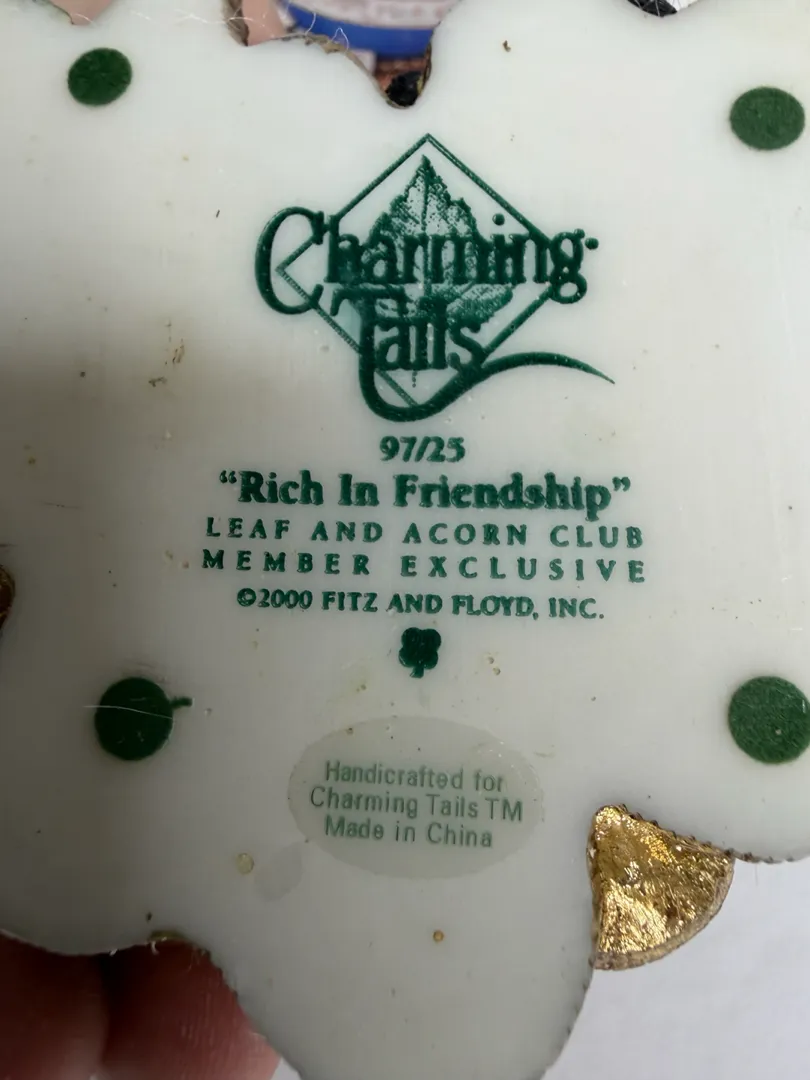 Charming
Tails
97/25
“Rich In Friendship”
LEAF AND ACORN CLUB
MEMBER EXCLUSIVE
©2000 FITZ AND FLOYD, INC.
Handicrafted for
Charming Tails TM
Made in China